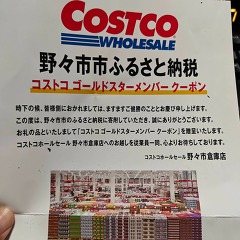 COSTCO
WHOLESALE
野々市市ふるさと納税
コストコ ゴールドスターメンバー クーポン
時下の候、皆様におかれましては、ますますご健勝のこととお慶び申し上げます。
この度は、野々市市のふるさと納税に寄附していただき、誠にありがとうございます。
お礼の品といたしまして「コストコ ゴールドスターメンバー クーポン」を贈呈いたします。
コストコホールセール 野々市倉庫店へのお越しを従業員一同、心よりお待ちしております。
コストコホールセール 野々市倉庫店